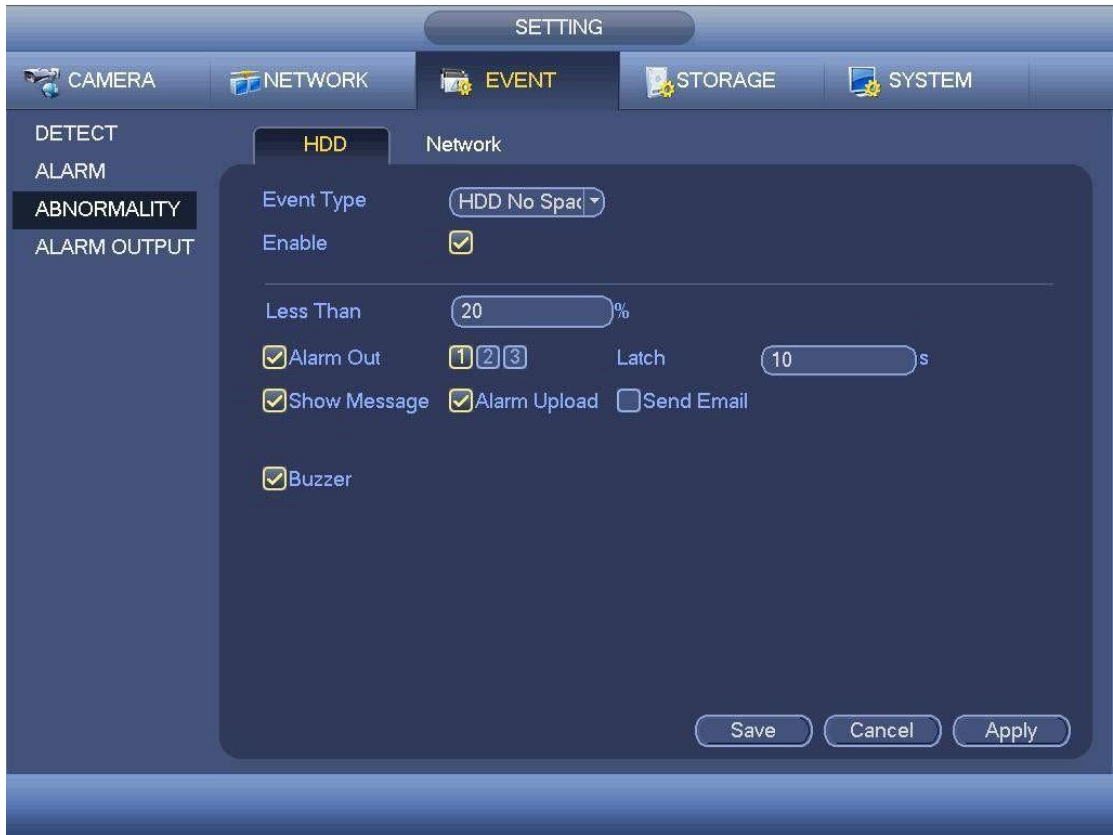 SETTING
CAMERA NETWORK EVENT STORAGE SYSTEM
DETECT
ALARM
ABNORMALITY
ALARM OUTPUT
HDD Network
Event Type HDD No Spac
Enable
Less Than 20 %
Alarm Out 1 2 3 Latch 10 s
Show Message Alarm Upload Send Email
Buzzer
Save Cancel Apply